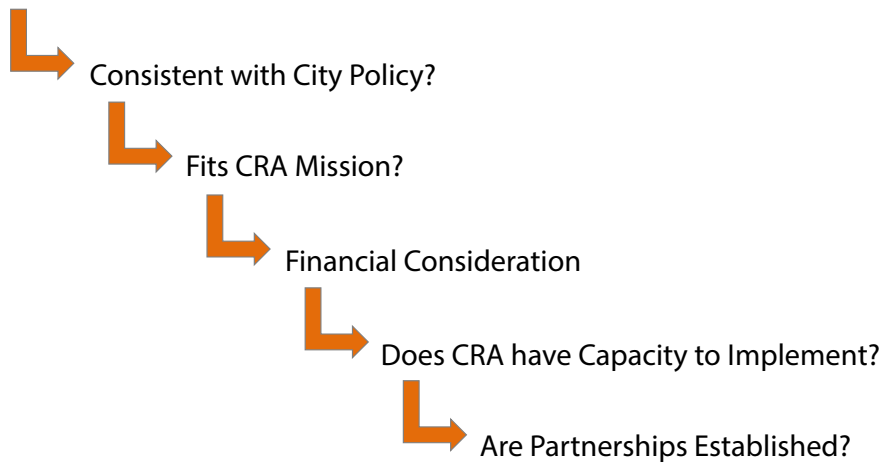 Consistent with City Policy?
Fits CRA Mission?
Financial Consideration
Does CRA have Capacity to Implement?
Are Partnerships Established?